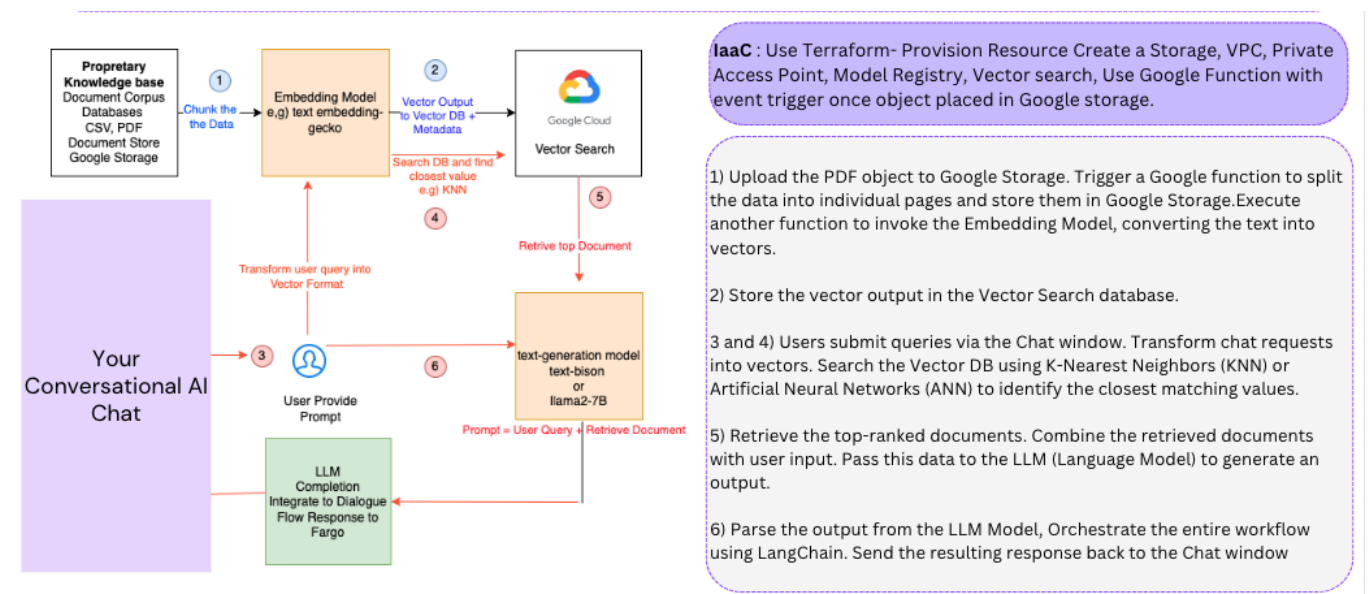 Propretary
Knowledge base
Document Corpus
Databases
CSV, PDF
Document Store
Google Storage
1
Chunk the
the Data
Embedding Model
e,g) text embedding-
gecko
2
Vector Output
to Vector DB +
Metadata
Search DB and find
closest value
e.g) KNN
4
Google Cloud
Vector Search
5
Retrive top Document
Transform user query into
Vector Format
Your
Conversational AI
Chat
3
User Provide
Prompt
6
text-generation model
text-bison
or
llama2-7B
Prompt = User Query + Retrieve Document
LLM
Completion
Integrate to Dialogue
Flow Response to
Fargo
IaaC : Use Terraform- Provision Resource Create a Storage, VPC, Private
Access Point, Model Registry, Vector search, Use Google Function with
event trigger once object placed in Google storage.
1) Upload the PDF object to Google Storage. Trigger a Google function to split
the data into individual pages and store them in Google Storage.Execute
another function to invoke the Embedding Model, converting the text into
vectors.
2) Store the vector output in the Vector Search database.
3 and 4) Users submit queries via the Chat window. Transform chat requests
into vectors. Search the Vector DB using K-Nearest Neighbors (KNN) or
Artificial Neural Networks (ANN) to identify the closest matching values.
5) Retrieve the top-ranked documents. Combine the retrieved documents
with user input. Pass this data to the LLM (Language Model) to generate an
output.
6) Parse the output from the LLM Model, Orchestrate the entire workflow
using LangChain. Send the resulting response back to the Chat window